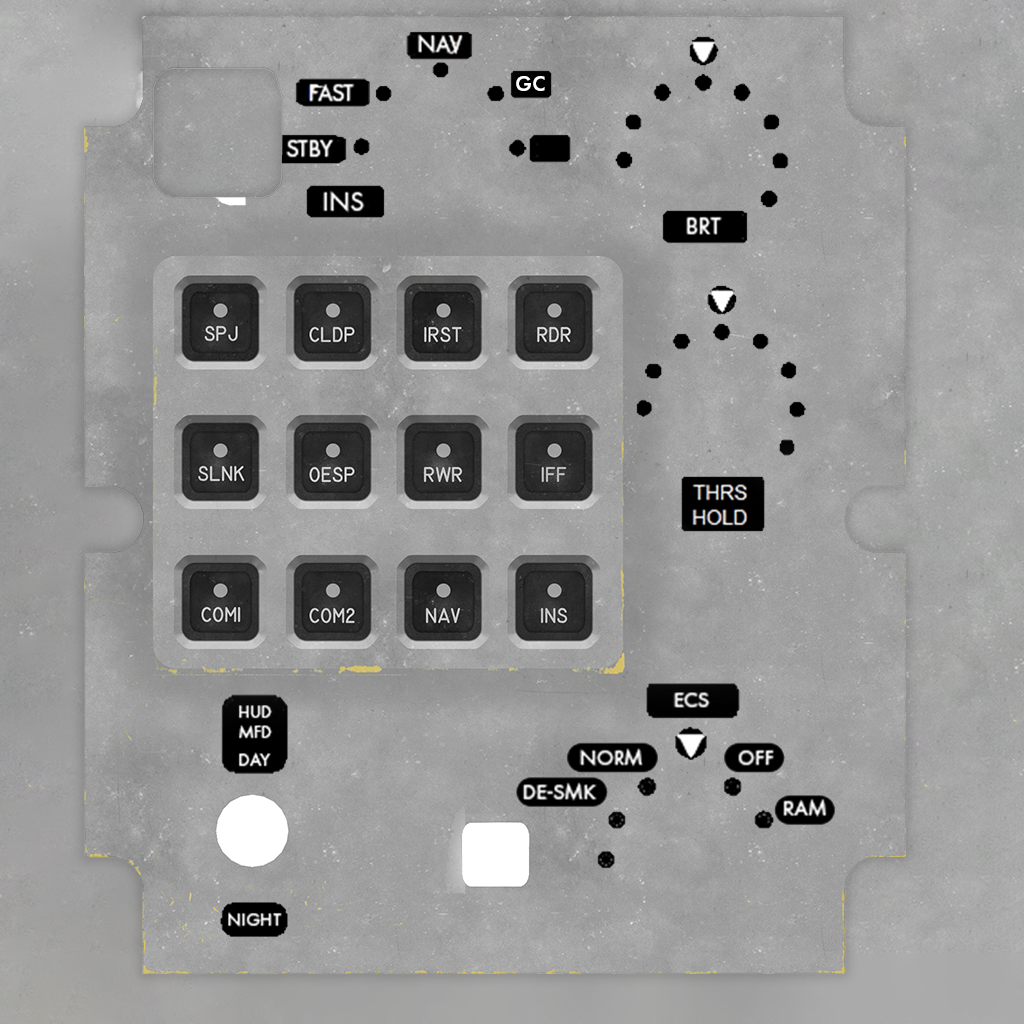 NAV
FAST
GC
STBY
INS
BRT
SPJ
CLDP
IRST
RDR
SLNK
OESP
RWR
IFF
THRS
HOLD
COM1
COM2
NAV
INS
HUD
MFD
DAY
NIGHT
ECS
NORM
OFF
DE-SMK
RAM